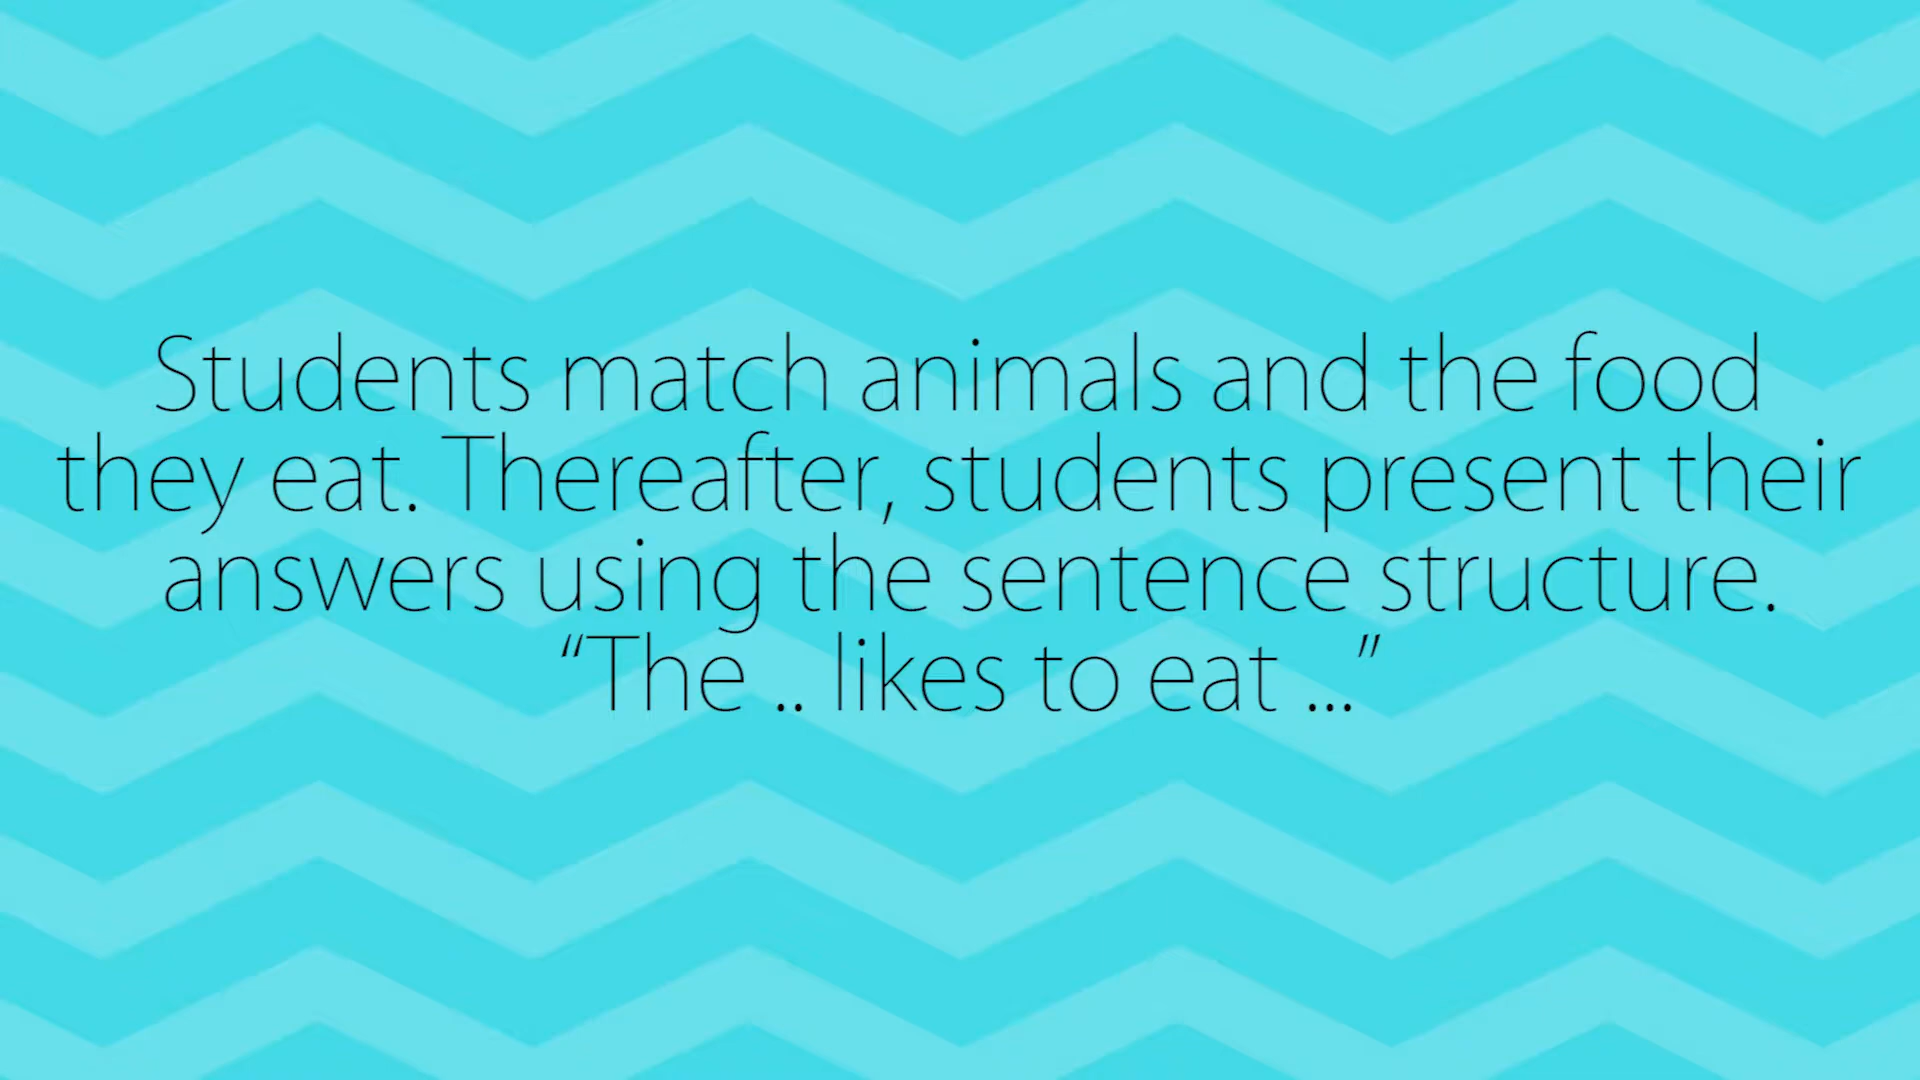 Students match animals and the food
they eat. Thereafter, students present their
answers using the sentence structure.
“The .. likes to eat ...”